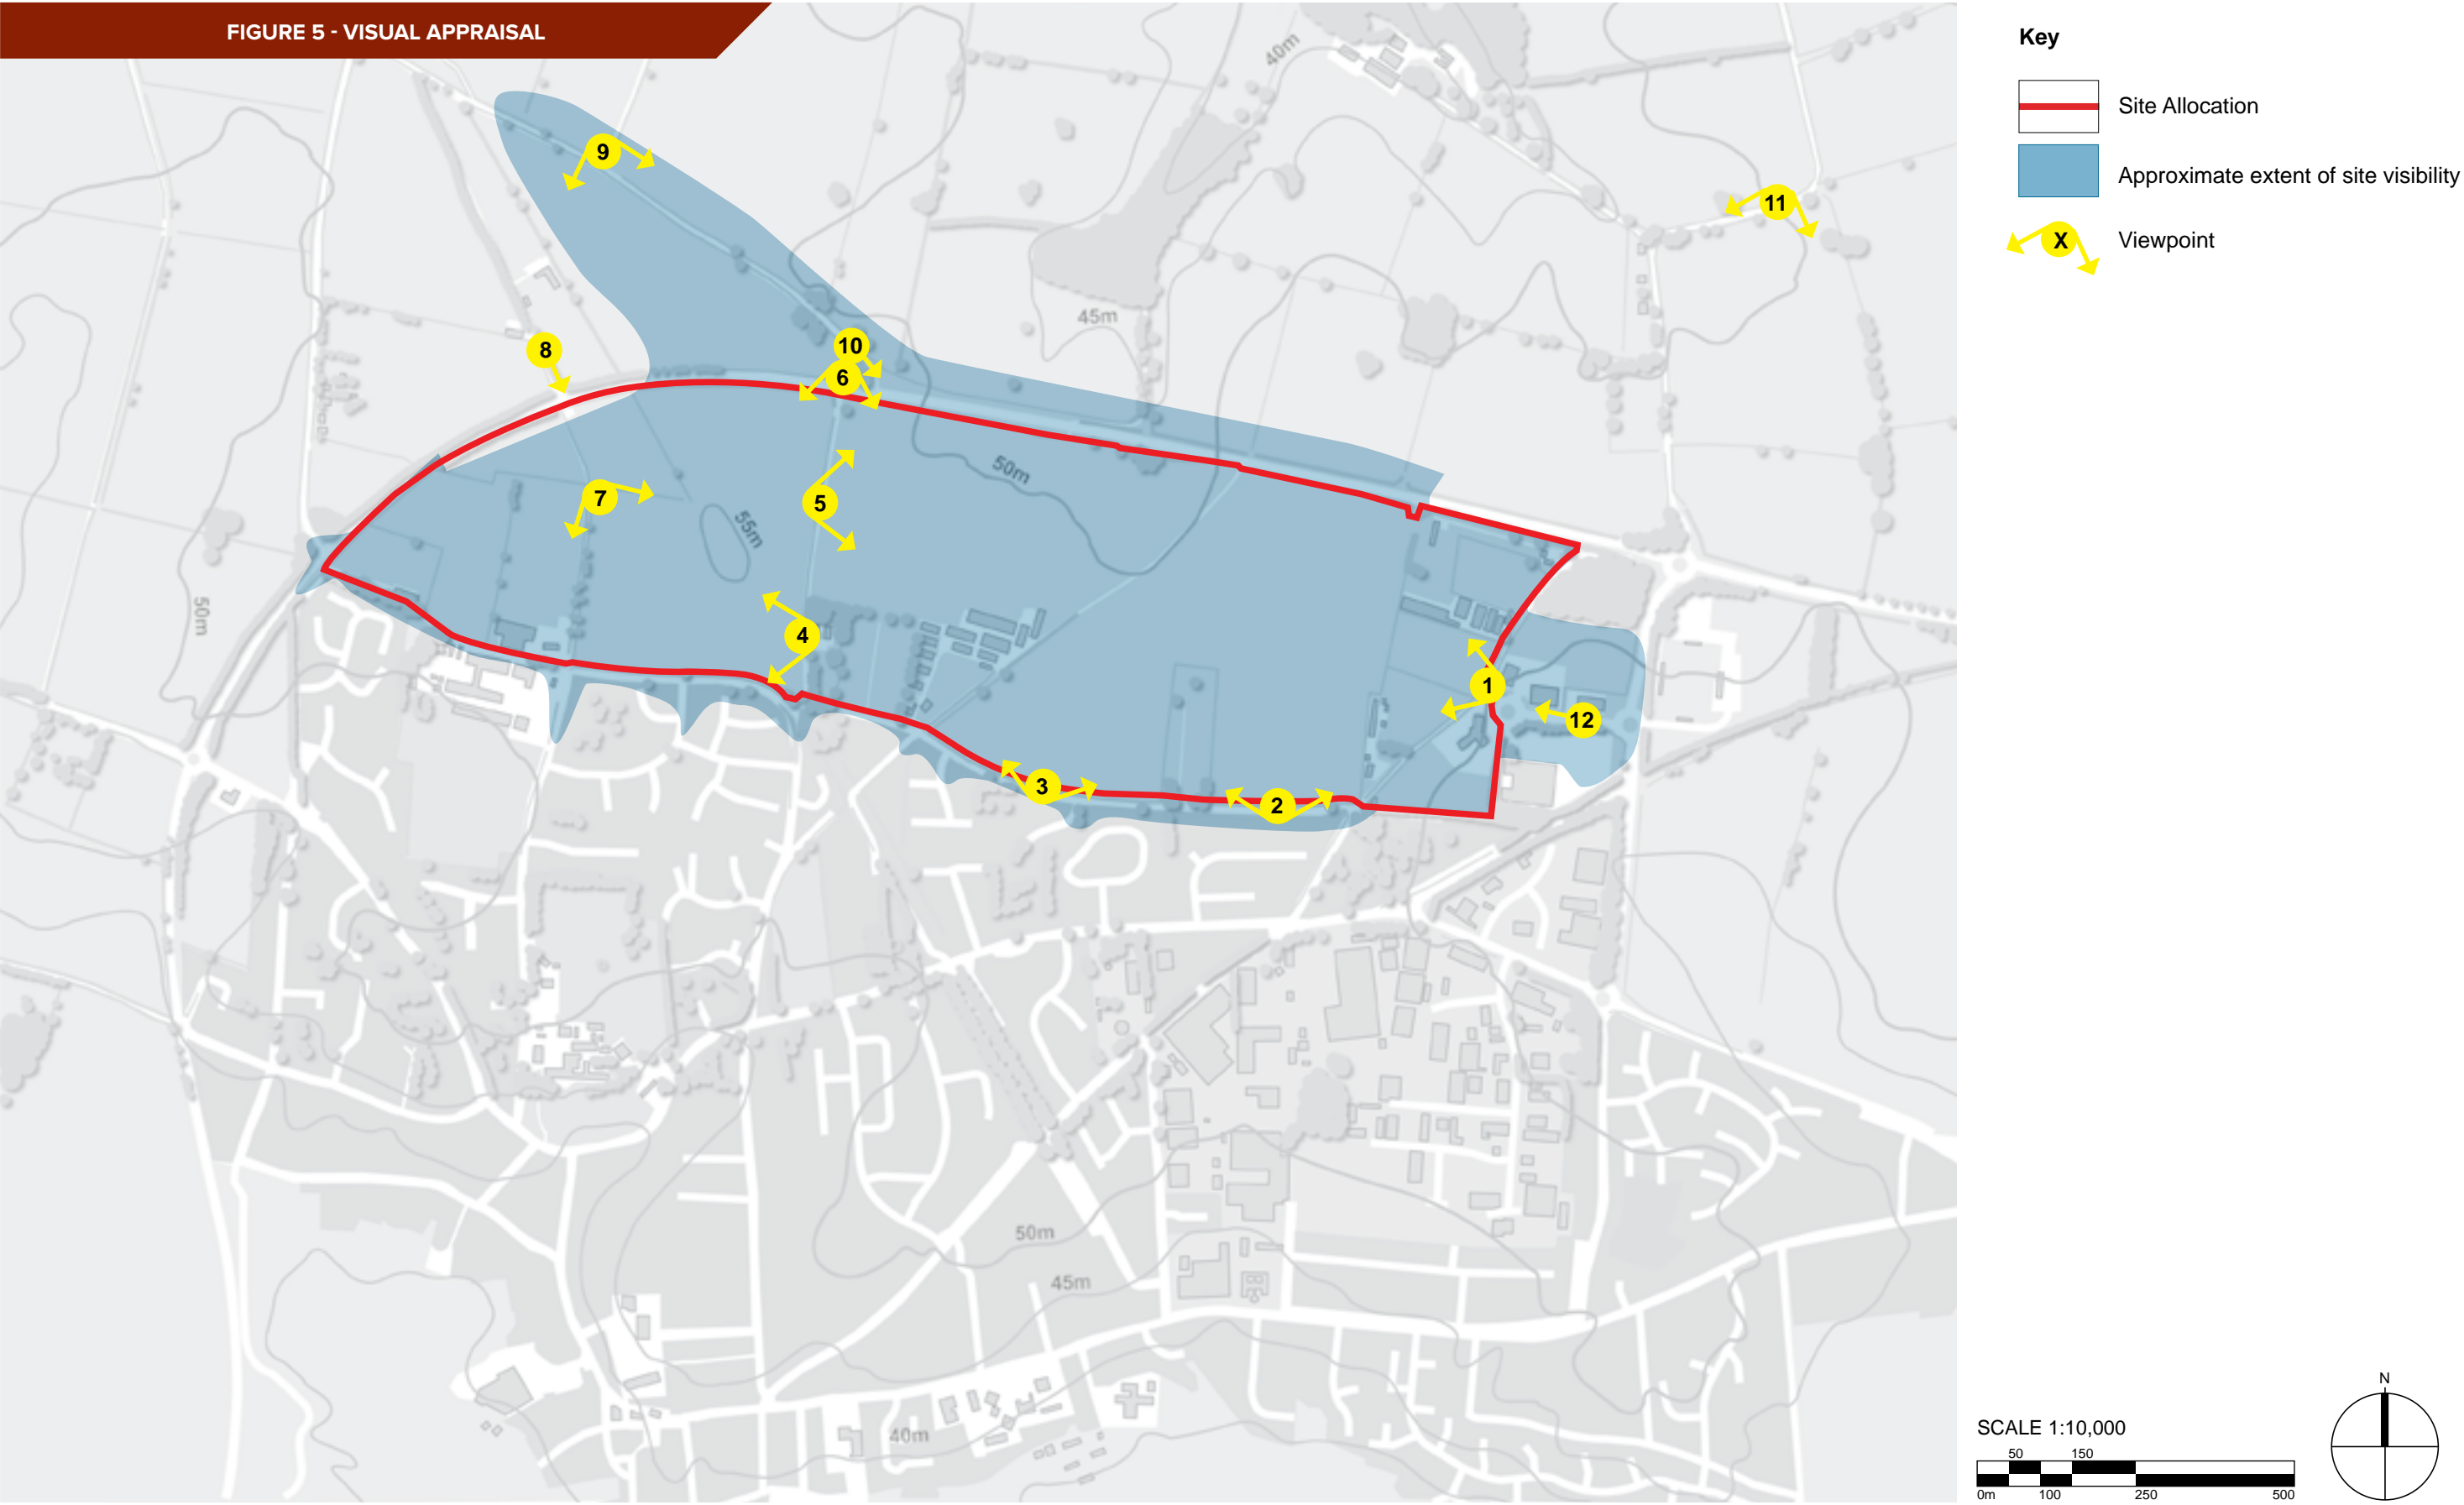 FIGURE 5 - VISUAL APPRAISAL
Key
Site Allocation
Approximate extent of site visibility
X
Viewpoint
40m
9
11
45m
8
10
6
50m
7
5
55m
50m
4
1
12
3
2
50m
45m
40m
N
SCALE 1:10,000
50 150
0m 100 250 500